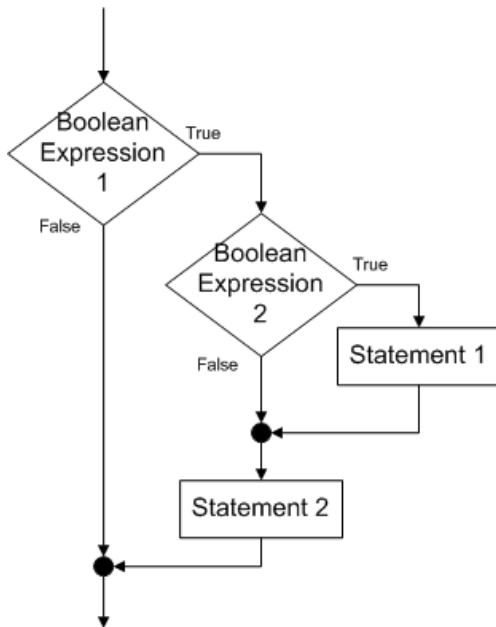 Boolean
Expression
1
True
False
Boolean
Expression
2
True
False
Statement 1
Statement 2